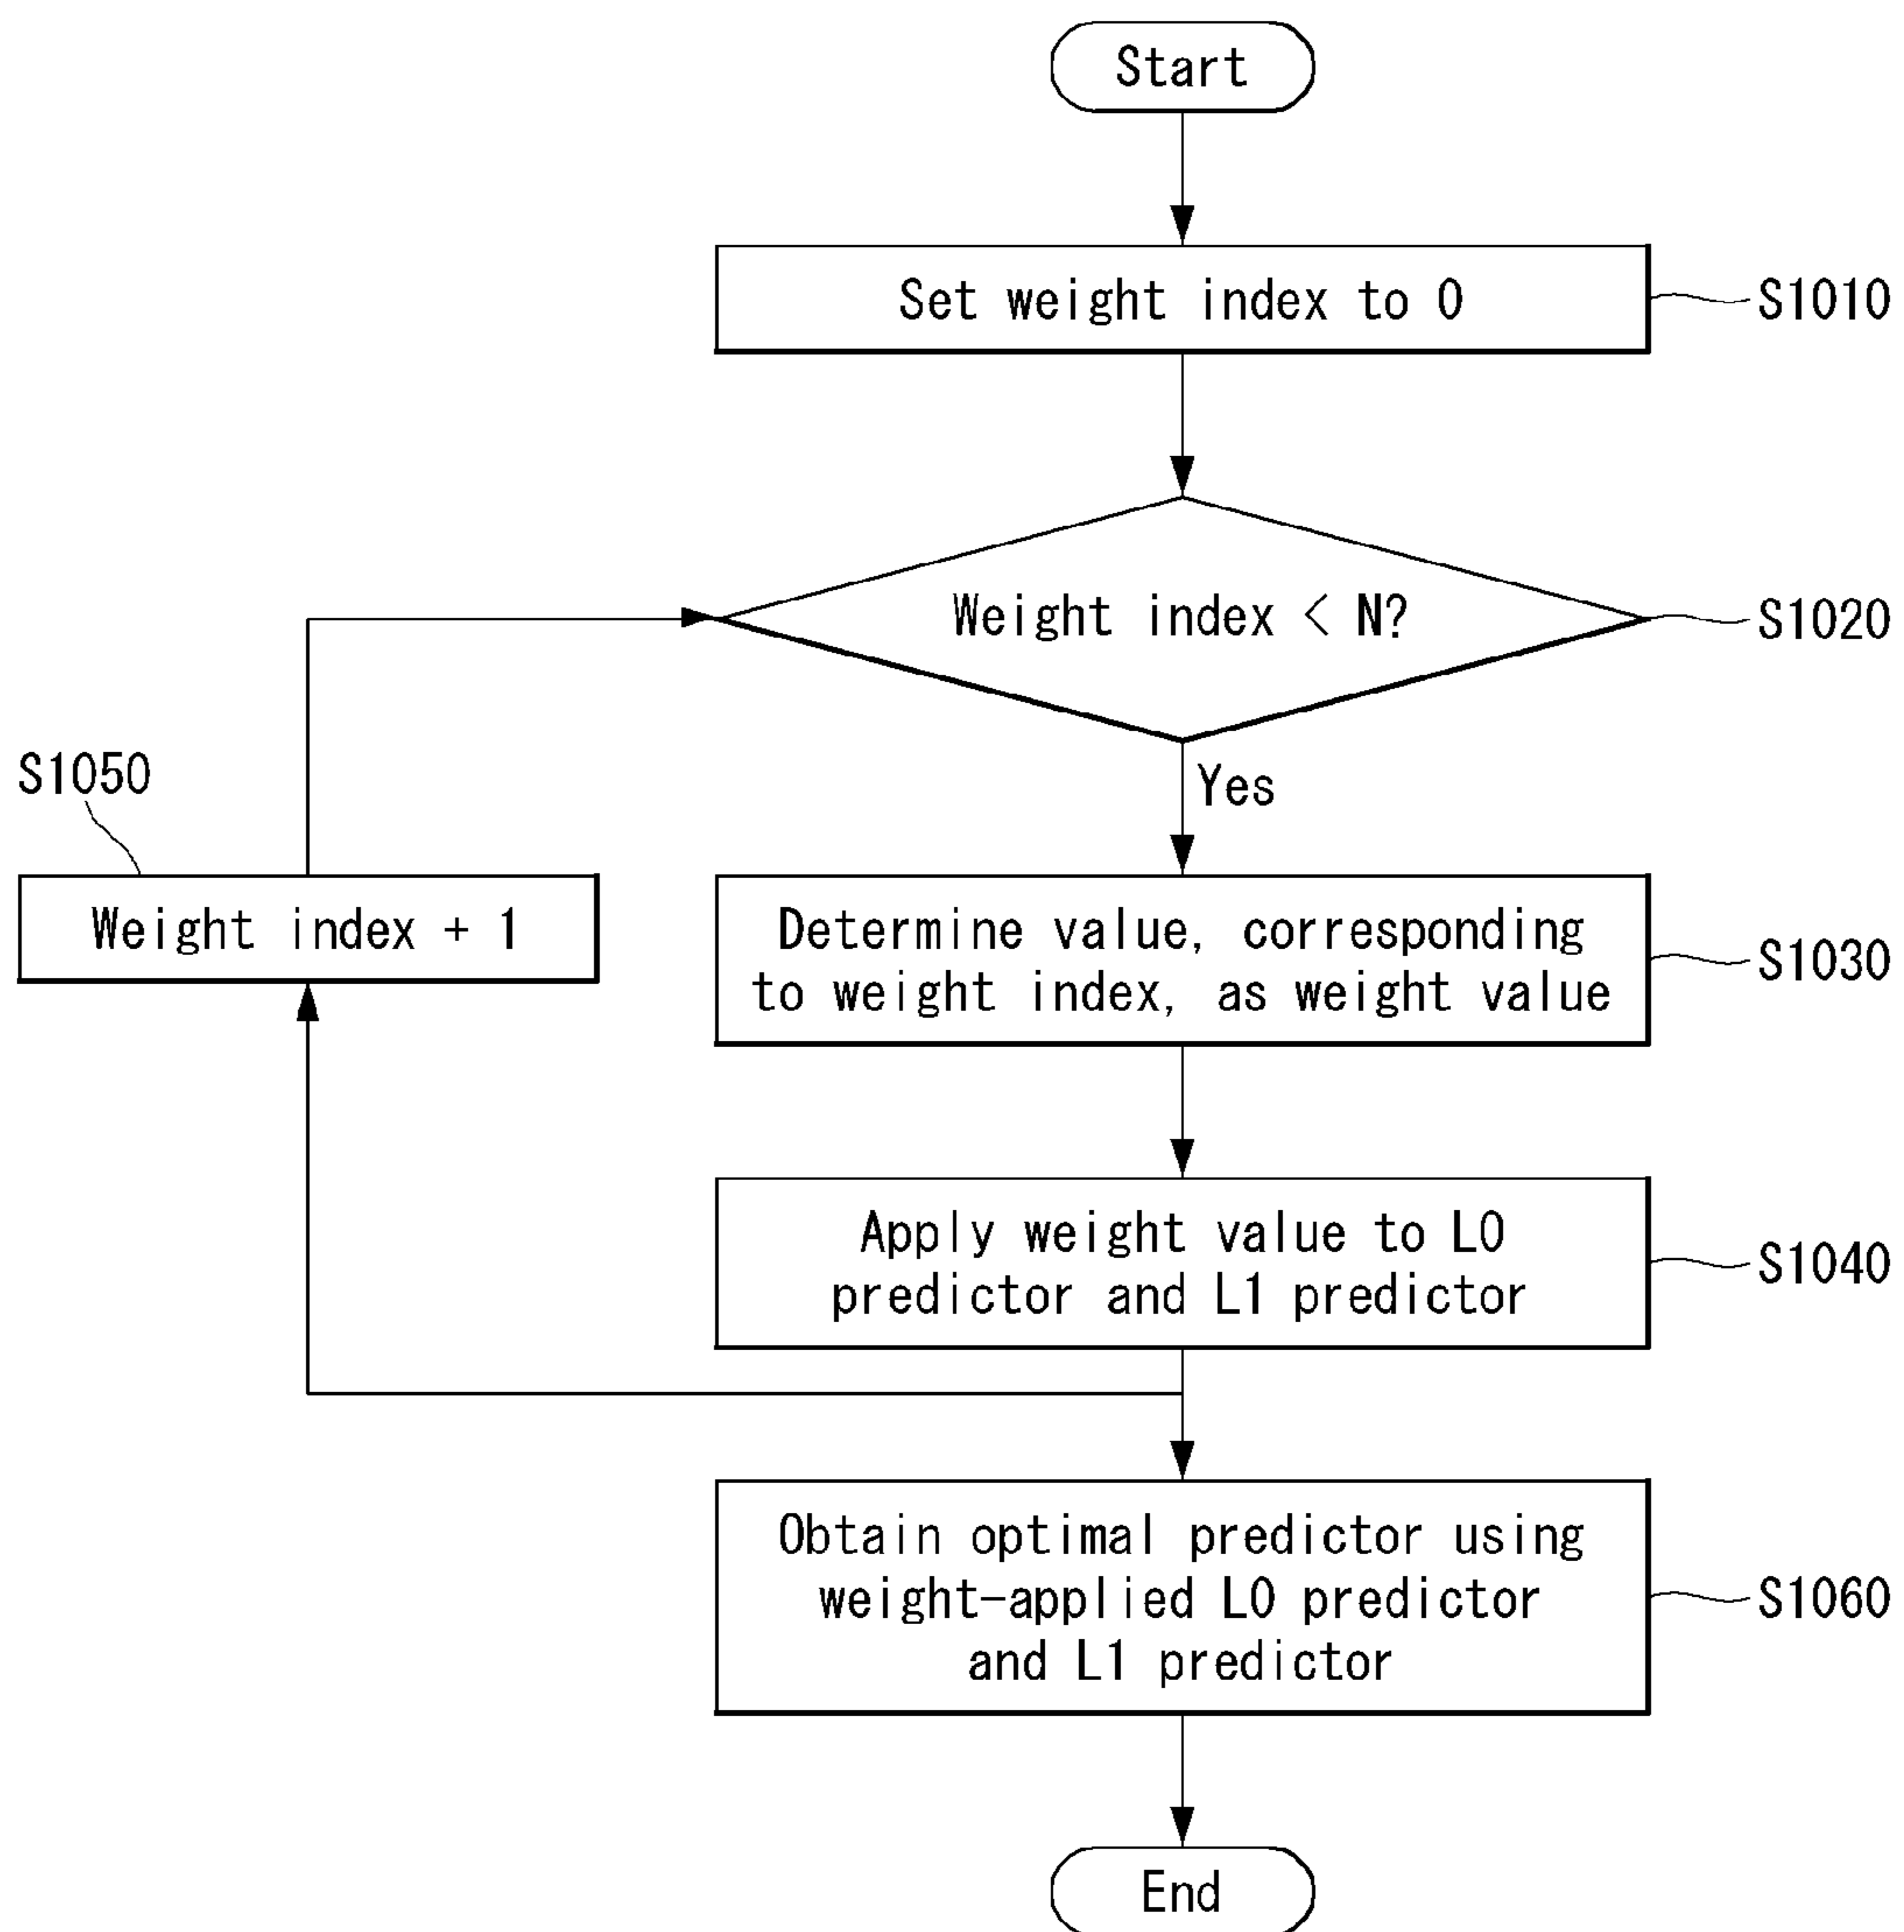 Start
Set weight index to 0
S1010
Weight index < N?
S1020
Yes
S1050
Weight index + 1
Determine value, corresponding
to weight index, as weight value
S1030
Apply weight value to L0
predictor and L1 predictor
S1040
Obtain optimal predictor using
weight-applied L0 predictor
and L1 predictor
S1060
End